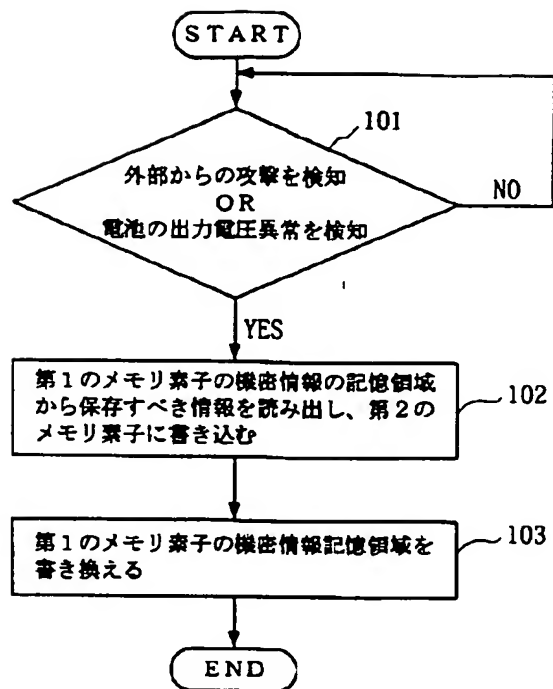 START
101
外部からの攻撃を検知
OR
電池の出力電圧異常を検知
NO
YES
第1のメモリ素子の機密情報の記憶領域
から保存すべき情報を読み出し、第2の
メモリ素子に書き込む
102
第1のメモリ素子の機密情報記憶領域を
書き換える
103
END